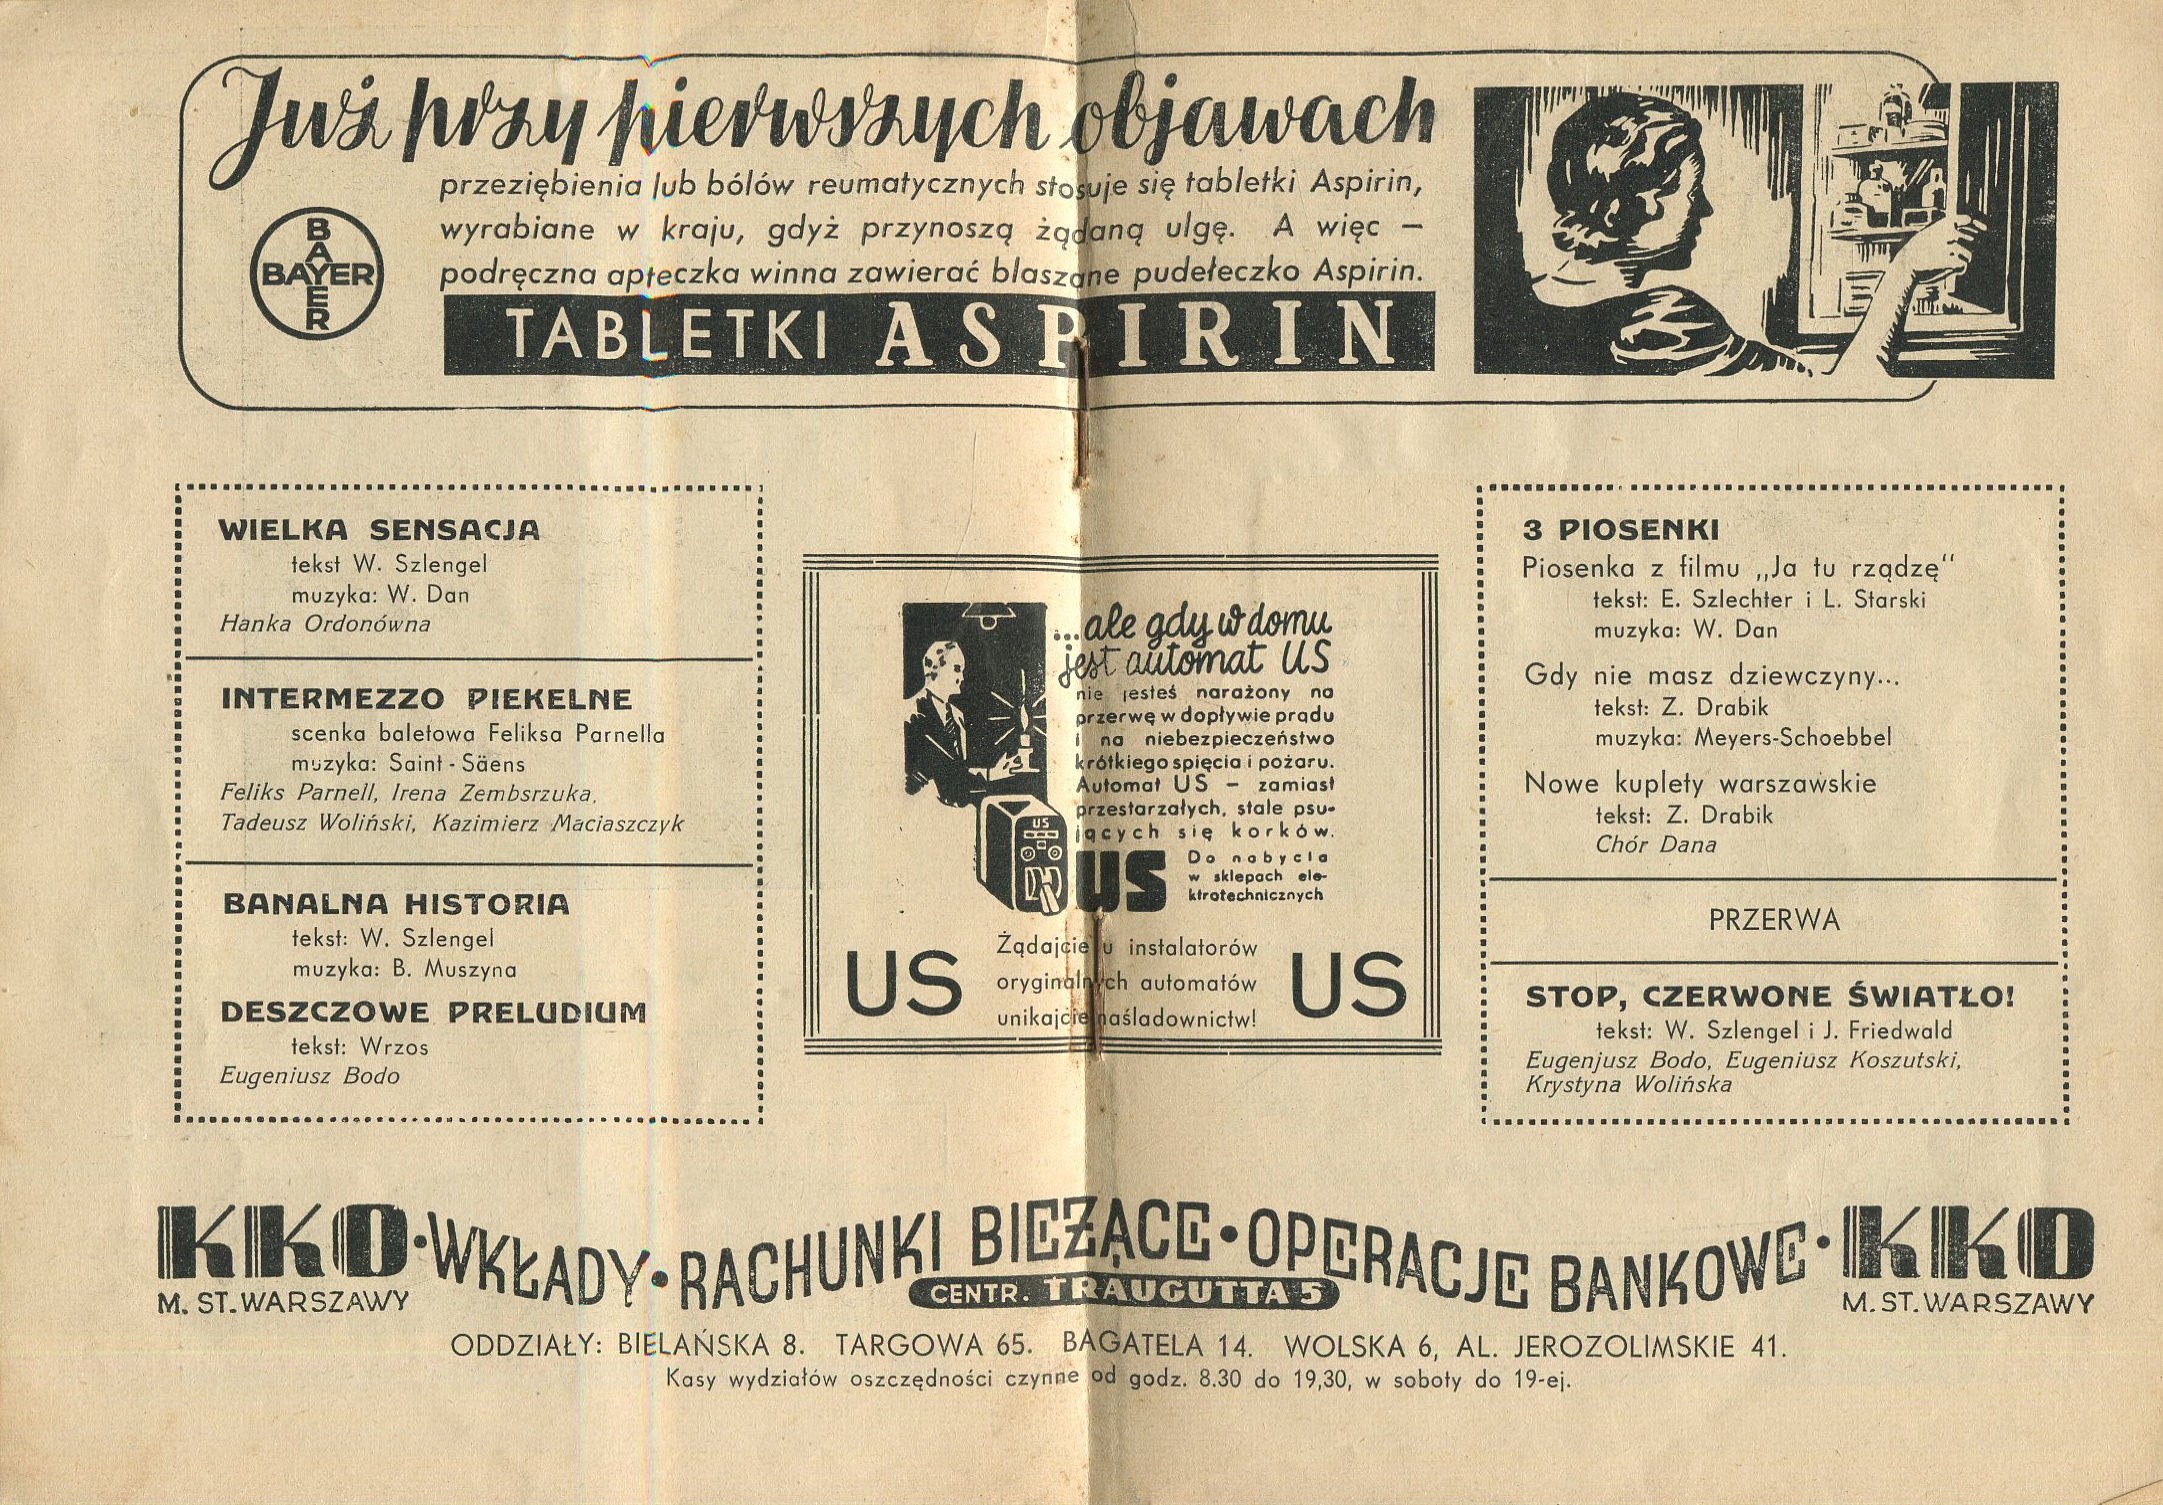 Już przy pierwszych objawach
przeziębienia lub bólów reumatycznych stosuje się tabletki Aspirin,
wyrabiane w kraju, gdyż przynoszą żądaną ulgę. A więc —
podręczna apteczka winna zawierać blaszane pudełeczko Aspirin.
BAYER
BAYER
TABLETKI ASPIRIN
WIELKA SENSACJA
tekst W. Szlengel
muzyka: W. Dan
Hanka Ordonówna
INTERMEZZO PIEKELNE
scenka baletowa Feliksa Parnella
muzyka: Saint-Säens
Feliks Parnell, Irena Zembsrzuka,
Tadeusz Woliński, Kazimierz Maciaszczyk
BANALNA HISTORIA
tekst: W. Szlengel
muzyka: B. Muszyna
DESZCZOWE PRELUDIUM
tekst: Wrzos
Eugeniusz Bodo
...ale gdy w domu
jest automat US
nie jesteś narażony na
przerwę w dopływie prądu
i na niebezpieczeństwo
krótkiego spięcia i pożaru.
Automat US — zamiast
przestarzałych, stale psu-
jących się korków.
US
US
Do nabycia
w sklepach ele-
ktrotechnicznych
US
Żądajcie u instalatorów
oryginalnych automatów
unikajcie naśladownictw!
US
3 PIOSENKI
Piosenka z filmu „Ja tu rządzę“
tekst: E. Szlechter i L. Starski
muzyka: W. Dan
Gdy nie masz dziewczyny...
tekst: Z. Drabik
muzyka: Meyers-Schoebbel
Nowe kuplety warszawskie
tekst: Z. Drabik
Chór Dana
PRZERWA
STOP, CZERWONE ŚWIATŁO!
tekst: W. Szlengel i J. Friedwald
Eugenjusz Bodo, Eugeniusz Koszutski,
Krystyna Wolińska
KKO • WKŁADY • RACHUNKI BIEŻĄCE • OPERACJE BANKOWE • KKO
M. ST. WARSZAWY
CENTR. TRAUGUTTA 5
M. ST. WARSZAWY
ODDZIAŁY: BIELAŃSKA 8. TARGOWA 65. BAGATELA 14. WOLSKA 6, AL. JEROZOLIMSKIE 41.
Kasy wydziałów oszczędności czynne od godz. 8.30 do 19,30, w soboty do 19-ej.